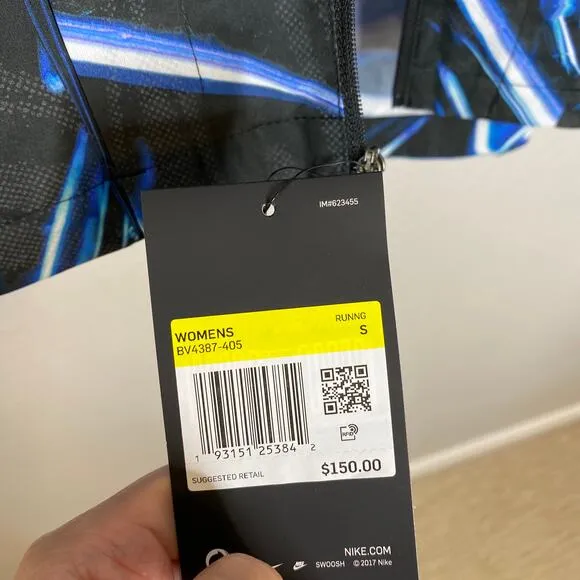 IM#623455
WOMENS RUNNG
BV4387-405 S
1 93151 25384 2
RFID
SUGGESTED RETAIL $150.00
NIKE.COM
SWOOSH © 2017 Nike